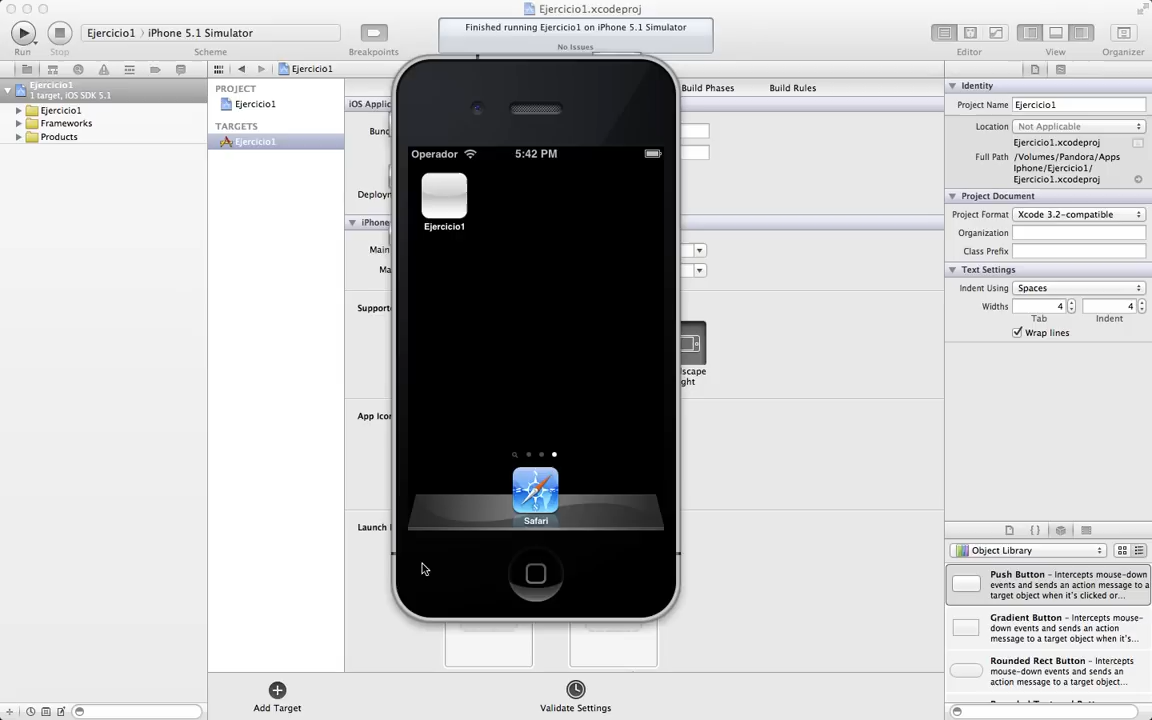 Ejercicio1.xcodeproj
Ejercicio1 〉 iPhone 5.1 Simulator
Finished running Ejercicio1 on iPhone 5.1 Simulator
No Issues
Run
Stop
Scheme
Breakpoints
Editor
View
Organizer
Ejercicio1
1 target, iOS SDK 5.1
Ejercicio1
Frameworks
Products
Ejercicio1
PROJECT
Ejercicio1
TARGETS
Ejercicio1
Build Phases
Build Rules
iOS Applic
Bund
Deploym
iPhone
Main
Ma
Supporte
dscape
ght
App Icon
Launch I
Operador
5:42 PM
Ejercicio1
Safari
Identity
Project Name Ejercicio1
Location Not Applicable
Ejercicio1.xcodeproj
Full Path /Volumes/Pandora/Apps
Iphone/Ejercicio1/
Ejercicio1.xcodeproj
Project Document
Project Format Xcode 3.2-compatible
Organization
Class Prefix
Text Settings
Indent Using Spaces
Widths 4 4
Tab Indent
Wrap lines
Object Library
Push Button - Intercepts mouse-down
events and sends an action message to a
target object when it's clicked or...
Gradient Button - Intercepts mouse-
down events and sends an action
message to a target object when it's...
Rounded Rect Button - Intercepts
mouse-down events and sends an
action message to a target object...
Add Target
Validate Settings